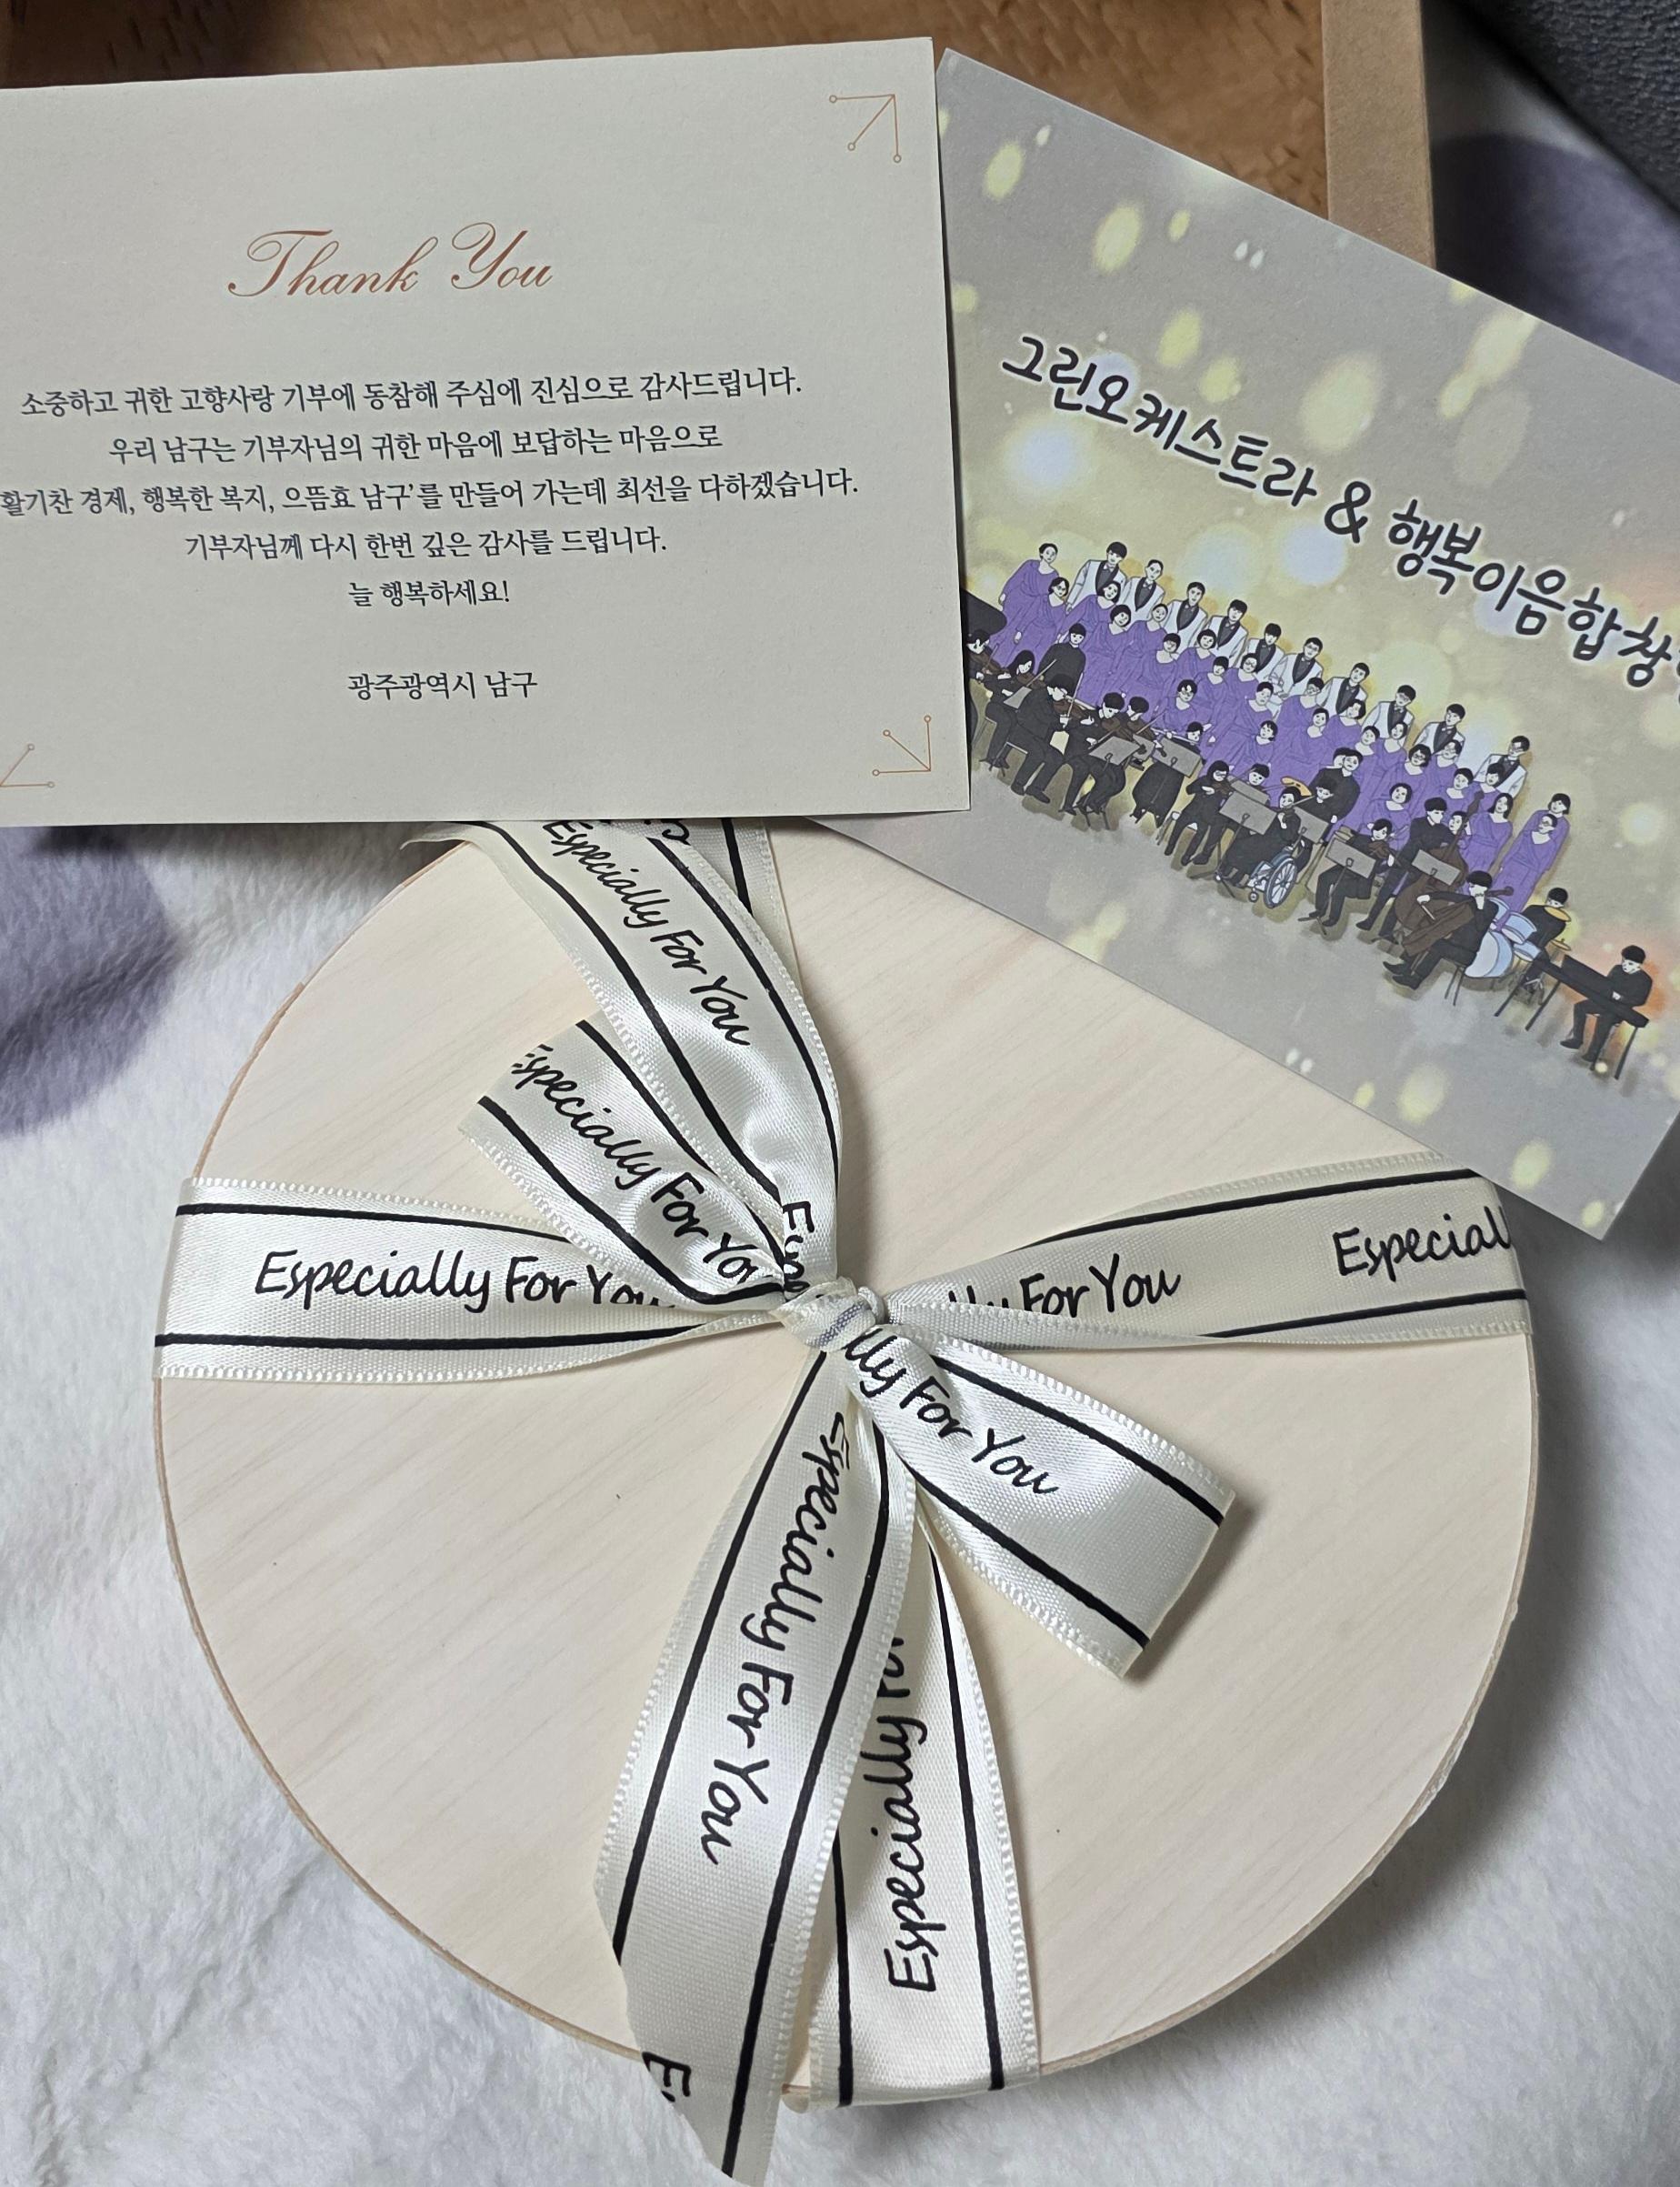 Thank You
소중하고 귀한 고향사랑 기부에 동참해 주심에 진심으로 감사드립니다.
우리 남구는 기부자님의 귀한 마음에 보답하는 마음으로
활기찬 경제, 행복한 복지, 으뜸효 남구'를 만들어 가는데 최선을 다하겠습니다.
기부자님께 다시 한번 깊은 감사를 드립니다.
늘 행복하세요!
광주광역시 남구
그린오케스트라 & 행복이음합창
Especially For You
Especially For You
Especially For You
For You
Especial
lly For You
Especially For You
Especially